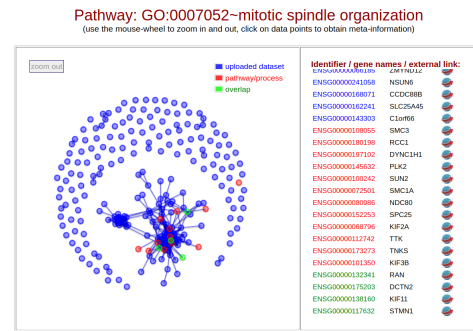 Pathway: GO:0007052~mitotic spindle organization
(use the mouse-wheel to zoom in and out, click on data points to obtain meta-information)
zoom out
uploaded dataset
pathway/process
overlap
Identifier / gene names / external link:
ENSG00000066185 ZMYND12
ENSG00000241058 NSUN6
ENSG00000168071 CCDC88B
ENSG00000162241 SLC25A45
ENSG00000143303 C1orf66
ENSG00000108055 SMC3
ENSG00000180198 RCC1
ENSG00000197102 DYNC1H1
ENSG00000145632 PLK2
ENSG00000100242 SUN2
ENSG00000072501 SMC1A
ENSG00000080986 NDC80
ENSG00000152253 SPC25
ENSG00000068796 KIF2A
ENSG00000112742 TTK
ENSG00000173273 TNKS
ENSG00000101350 KIF3B
ENSG00000132341 RAN
ENSG00000175203 DCTN2
ENSG00000138160 KIF11
ENSG00000117632 STMN1